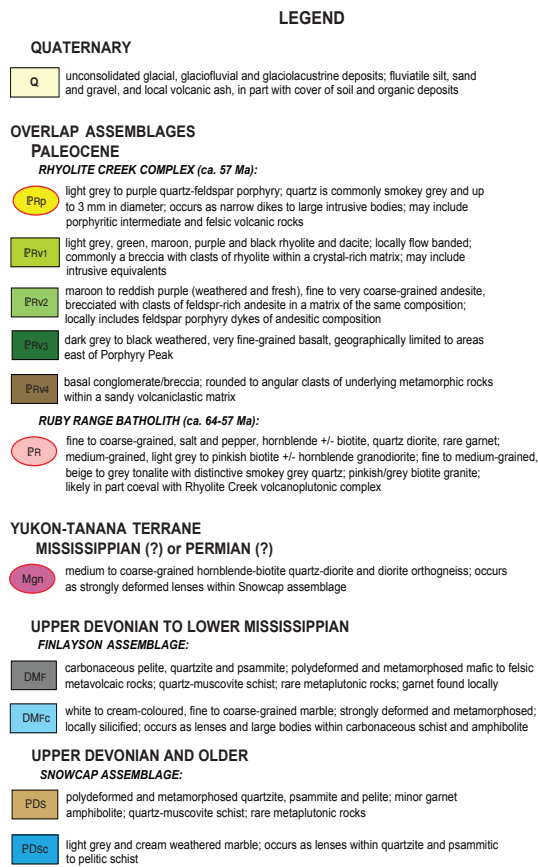 LEGEND
QUATERNARY
Q
unconsolidated glacial, glaciofluvial and glaciolacustrine deposits; fluviatile silt, sand
and gravel, and local volcanic ash, in part with cover of soil and organic deposits
OVERLAP ASSEMBLAGES
PALEOCENE
RHYOLITE CREEK COMPLEX (ca. 57 Ma):
ꟼRp
light grey to purple quartz-feldspar porphyry; quartz is commonly smokey grey and up
to 3 mm in diameter; occurs as narrow dikes to large intrusive bodies; may include
porphyritic intermediate and felsic volcanic rocks
PRv1
light grey, green, maroon, purple and black rhyolite and dacite; locally flow banded;
commonly a breccia with clasts of rhyolite within a crystal-rich matrix; may include
intrusive equivalents
PRv2
maroon to reddish purple (weathered and fresh), fine to very coarse-grained andesite,
brecciated with clasts of feldspr-rich andesite in a matrix of the same composition;
locally includes feldspar porphyry dykes of andesitic composition
PRv3
dark grey to black weathered, very fine-grained basalt, geographically limited to areas
east of Porphyry Peak
PRv4
basal conglomerate/breccia; rounded to angular clasts of underlying metamorphic rocks
within a sandy volcaniclastic matrix
RUBY RANGE BATHOLITH (ca. 64-57 Ma):
PR
fine to coarse-grained, salt and pepper, hornblende +/- biotite, quartz diorite, rare garnet;
medium-grained, light grey to pinkish biotite +/- hornblende granodiorite; fine to medium-grained,
beige to grey tonalite with distinctive smokey grey quartz; pinkish/grey biotite granite;
likely in part coeval with Rhyolite Creek volcanoplutonic complex
YUKON-TANANA TERRANE
MISSISSIPPIAN (?) or PERMIAN (?)
Mgn
medium to coarse-grained hornblende-biotite quartz-diorite and diorite orthogneiss; occurs
as strongly deformed lenses within Snowcap assemblage
UPPER DEVONIAN TO LOWER MISSISSIPPIAN
FINLAYSON ASSEMBLAGE:
DMF
carbonaceous pelite, quartzite and psammite; polydeformed and metamorphosed mafic to felsic
metavolcaic rocks; quartz-muscovite schist; rare metaplutonic rocks; garnet found locally
DMFc
white to cream-coloured, fine to coarse-grained marble; strongly deformed and metamorphosed;
locally silicified; occurs as lenses and large bodies within carbonaceous schist and amphibolite
UPPER DEVONIAN AND OLDER
SNOWCAP ASSEMBLAGE:
PDS
polydeformed and metamorphosed quartzite, psammite and pelite; minor garnet
amphibolite; quartz-muscovite schist; rare metaplutonic rocks
PDSc
light grey and cream weathered marble; occurs as lenses within quartzite and psammitic
to pelitic schist